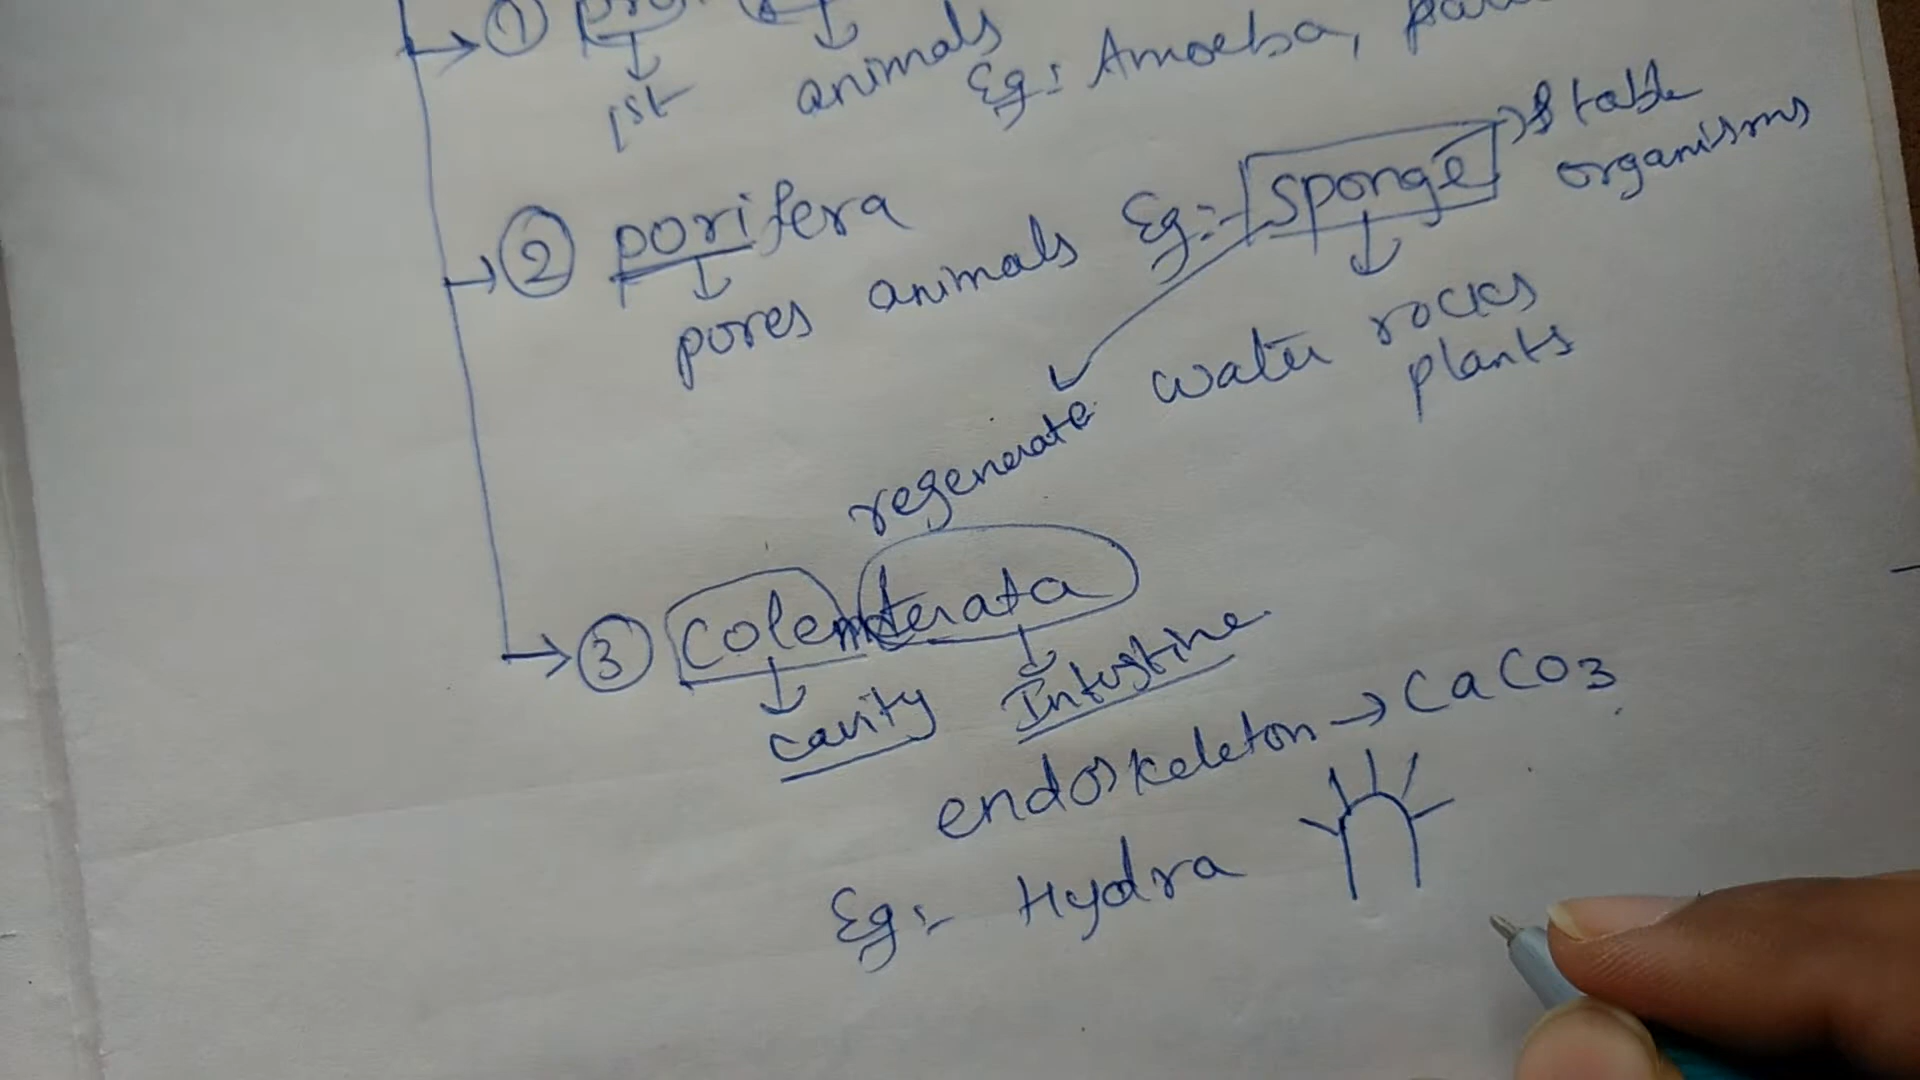 ①
1st animals
Eg: Amoeba,
② porifera
pores animals Eg:- sponge stable
organisms
regenerate water rocks
plants
③ Colenterata
cavity Intestine
endoskeleton → CaCO3
Eg:- Hydra